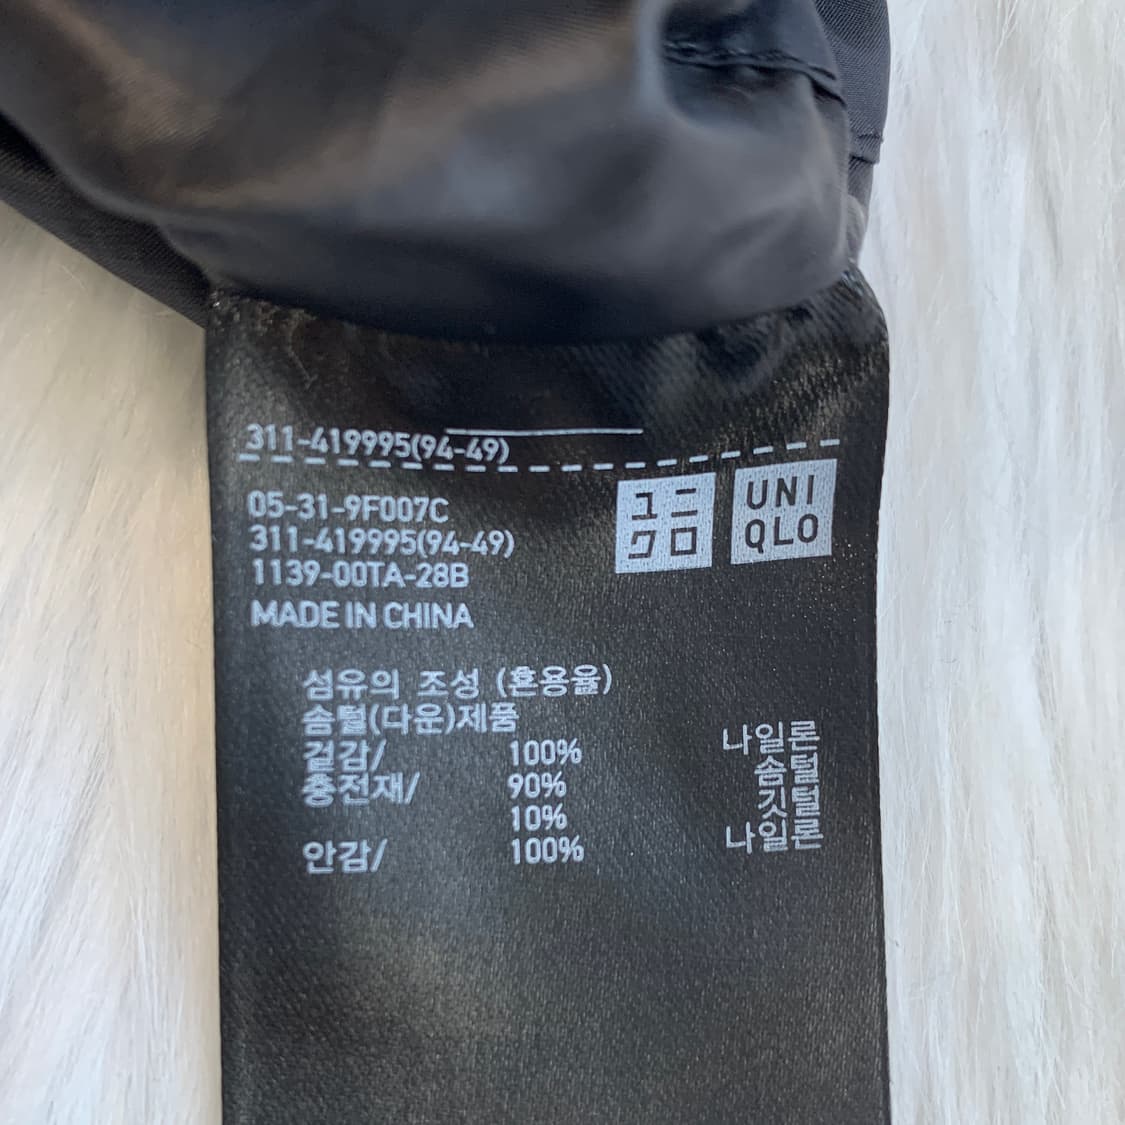 311-419995(94-49)
ユニ
クロ
UNI
QLO
05-31-9F007C
311-419995(94-49)
1139-00TA-28B
MADE IN CHINA
섬유의 조성 (혼용율)
솜털(다운)제품
겉감/ 100% 나일론
충전재/ 90% 솜털
10% 깃털
안감/ 100% 나일론